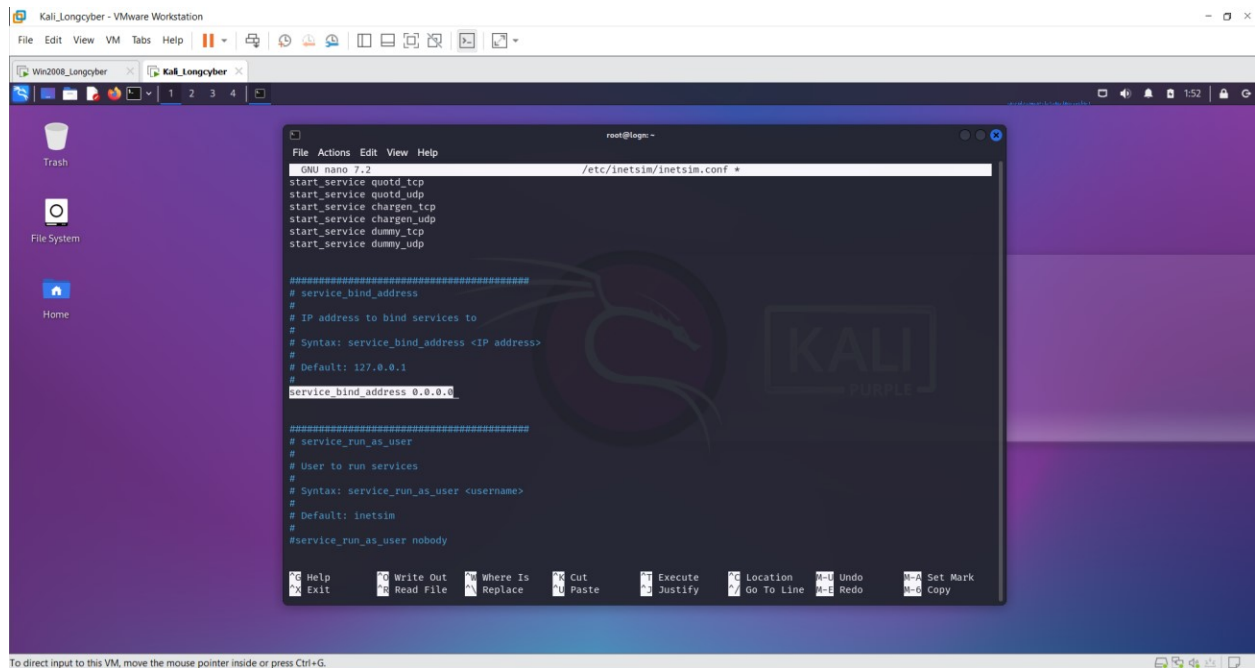 Kali_Longcyber - VMware Workstation
File Edit View VM Tabs Help
Win2008_Longcyber Kali_Longcyber
1 2 3 4 1:52
Trash
File System
Home
root@logn: ~
File Actions Edit View Help
GNU nano 7.2 /etc/inetsim/inetsim.conf *
start_service quotd_tcp
start_service quotd_udp
start_service chargen_tcp
start_service chargen_udp
start_service dummy_tcp
start_service dummy_udp
#########################################
# service_bind_address
#
# IP address to bind services to
#
# Syntax: service_bind_address <IP address>
#
# Default: 127.0.0.1
#
service_bind_address 0.0.0.0
#########################################
# service_run_as_user
#
# User to run services
#
# Syntax: service_run_as_user <username>
#
# Default: inetsim
#
#service_run_as_user nobody
KALI
PURPLE
^G Help ^O Write Out ^W Where Is ^K Cut ^T Execute ^C Location M-U Undo M-A Set Mark
^X Exit ^R Read File ^\ Replace ^U Paste ^J Justify ^/ Go To Line M-E Redo M-6 Copy
To direct input to this VM, move the mouse pointer inside or press Ctrl+G.